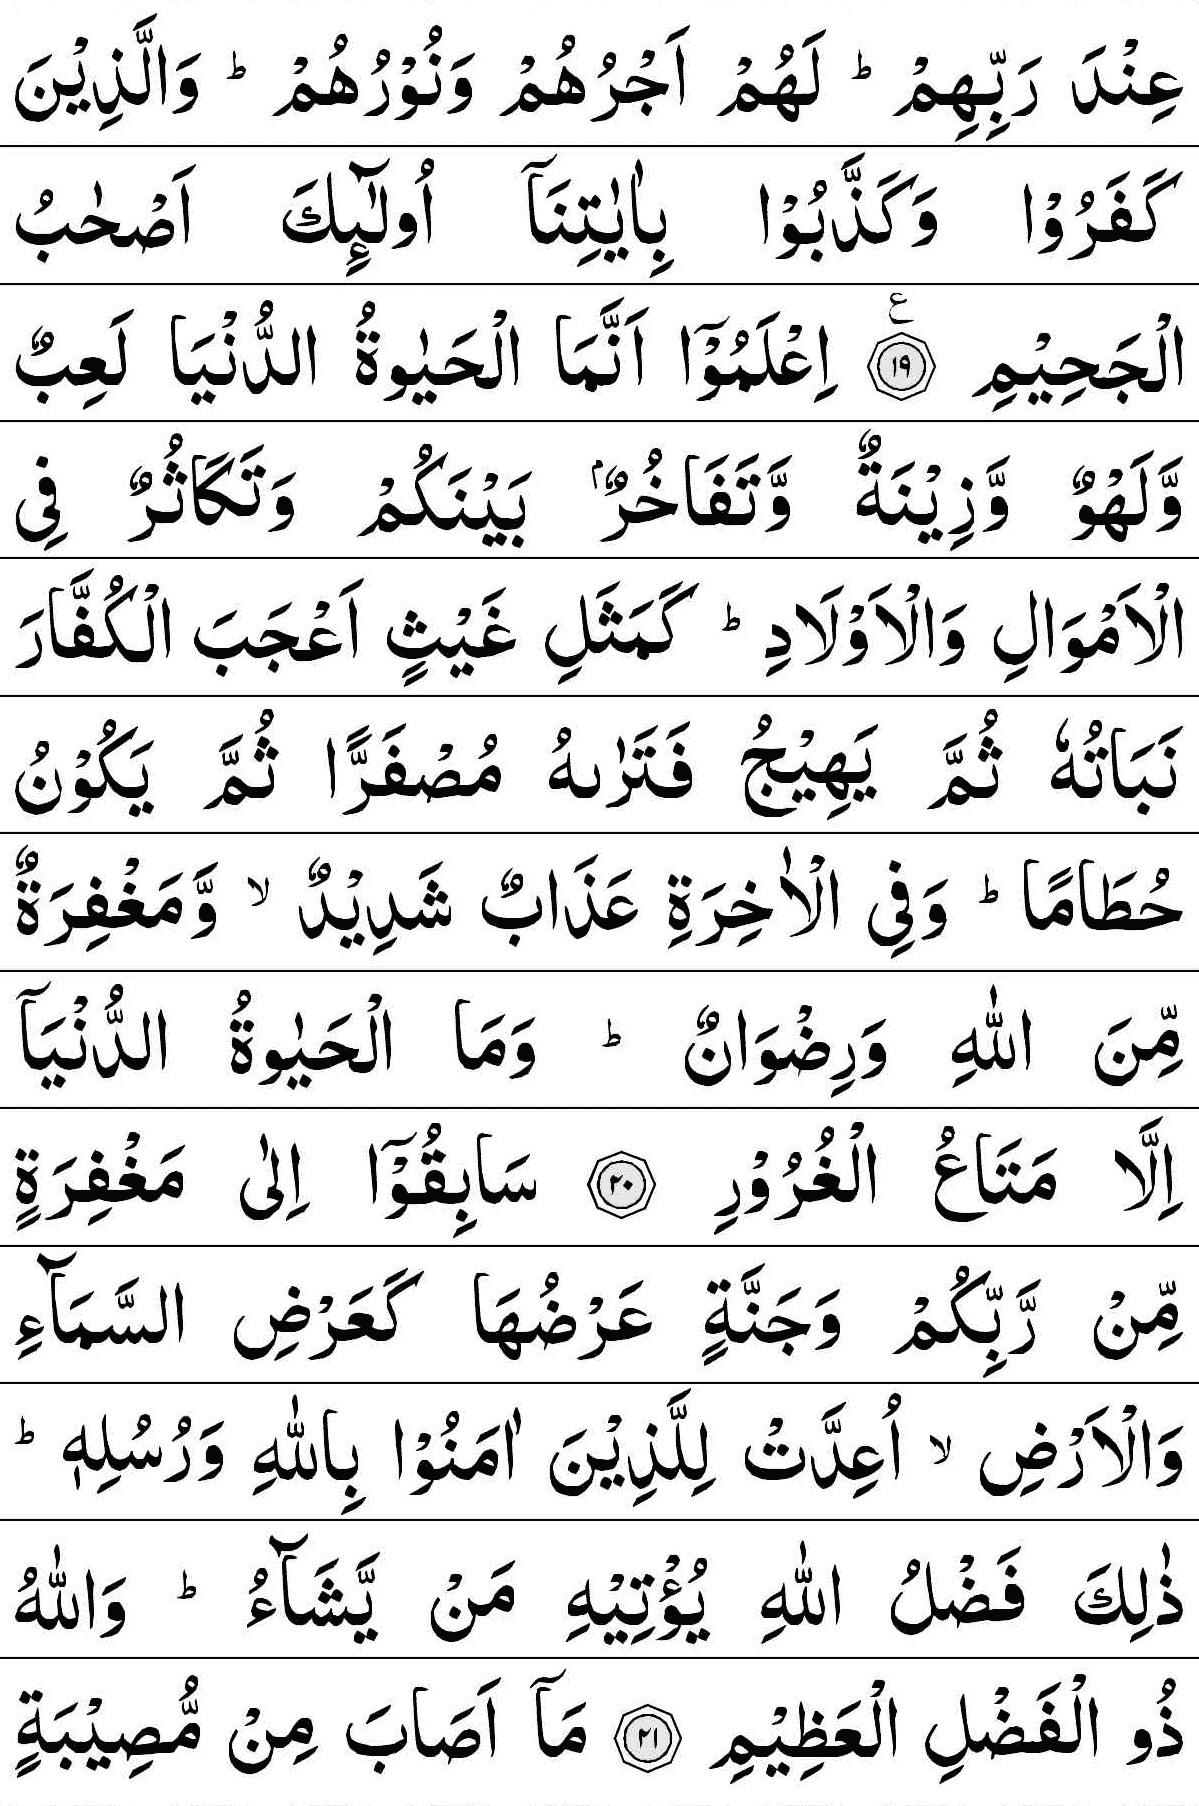 عِنْدَ رَبِّهِمْ ؕ لَهُمْ اَجْرُهُمْ وَنُوْرُهُمْ ؕ وَالَّذِيْنَ
كَفَرُوْا وَكَذَّبُوْا بِاٰيٰتِنَاۤ اُولٰٓئِكَ اَصْحٰبُ
الْجَحِيْمِ ۧ ﴿۱۹﴾ اِعْلَمُوْۤا اَنَّمَا الْحَيٰوةُ الدُّنْيَا لَعِبٌ
وَّلَهْوٌ وَّزِيْنَةٌ وَّتَفَاخُرٌۢ بَيْنَكُمْ وَتَكَاثُرٌ فِى
الْاَمْوَالِ وَالْاَوْلَادِ ؕ كَمَثَلِ غَيْثٍ اَعْجَبَ الْكُفَّارَ
نَبَاتُهٗ ثُمَّ يَهِيْجُ فَتَرٰىهُ مُصْفَرًّا ثُمَّ يَكُوْنُ
حُطَامًا ؕ وَفِى الْاٰخِرَةِ عَذَابٌ شَدِيْدٌ ۙ وَّمَغْفِرَةٌ
مِّنَ اللّٰهِ وَرِضْوَانٌ ؕ وَمَا الْحَيٰوةُ الدُّنْيَاۤ
اِلَّا مَتَاعُ الْغُرُوْرِ ﴿۲۰﴾ سَابِقُوْۤا اِلٰى مَغْفِرَةٍ
مِّنْ رَّبِّكُمْ وَجَنَّةٍ عَرْضُهَا كَعَرْضِ السَّمَآءِ
وَالْاَرْضِ ۙ اُعِدَّتْ لِلَّذِيْنَ اٰمَنُوْا بِاللّٰهِ وَرُسُلِهٖ ؕ
ذٰلِكَ فَضْلُ اللّٰهِ يُؤْتِيْهِ مَنْ يَّشَآءُ ؕ وَاللّٰهُ
ذُو الْفَضْلِ الْعَظِيْمِ ﴿۲۱﴾ مَاۤ اَصَابَ مِنْ مُّصِيْبَةٍ